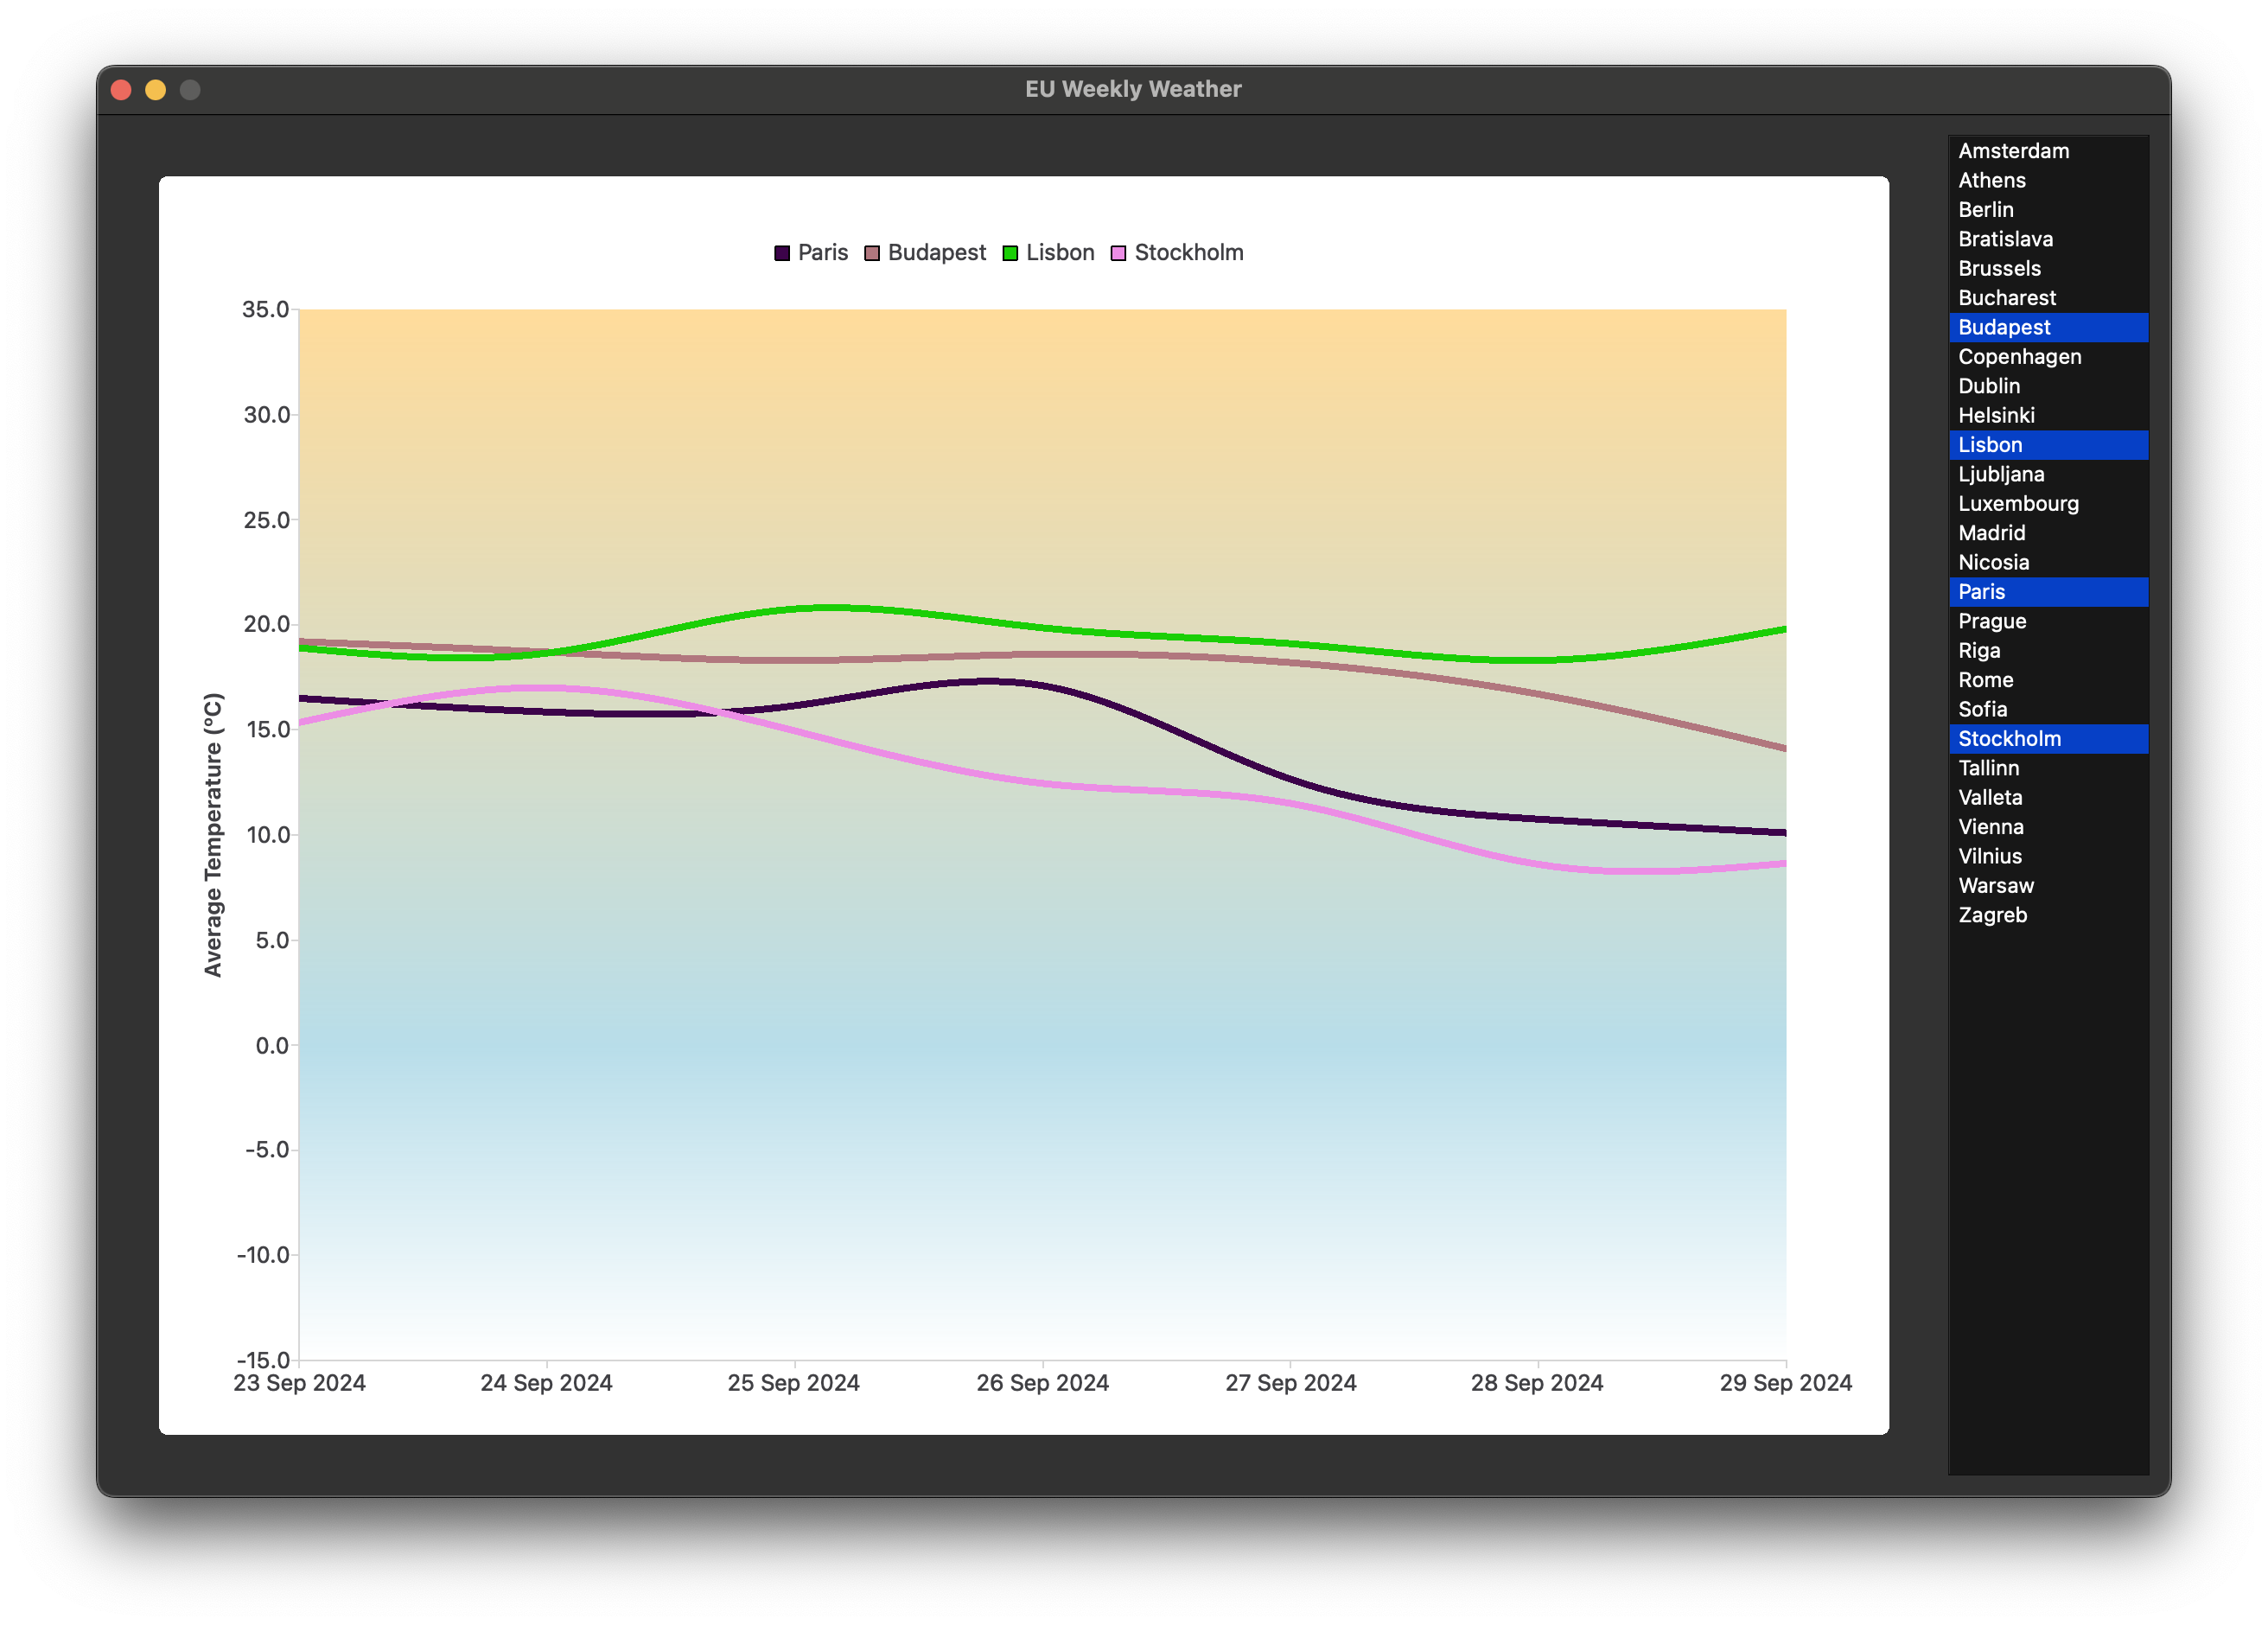 EU Weekly Weather
Paris Budapest Lisbon Stockholm
35.0
30.0
25.0
20.0
15.0
10.0
5.0
0.0
-5.0
-10.0
-15.0
Average Temperature (ºC)
23 Sep 2024 24 Sep 2024 25 Sep 2024 26 Sep 2024 27 Sep 2024 28 Sep 2024 29 Sep 2024
Amsterdam
Athens
Berlin
Bratislava
Brussels
Bucharest
Budapest
Copenhagen
Dublin
Helsinki
Lisbon
Ljubljana
Luxembourg
Madrid
Nicosia
Paris
Prague
Riga
Rome
Sofia
Stockholm
Tallinn
Valleta
Vienna
Vilnius
Warsaw
Zagreb